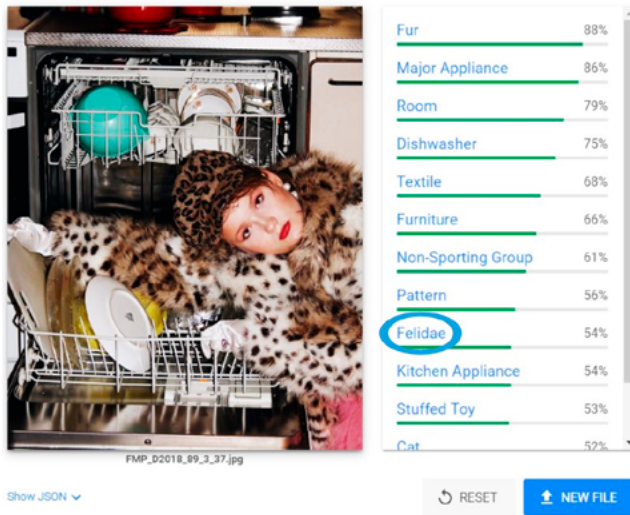 Fur 88%
Major Appliance 86%
Room 79%
Dishwasher 75%
Textile 68%
Furniture 66%
Non-Sporting Group 61%
Pattern 56%
Felidae 54%
Kitchen Appliance 54%
Stuffed Toy 53%
Cat 52%
FMP_D2018_89_3_37.jpg
Show JSON
RESET
NEW FILE